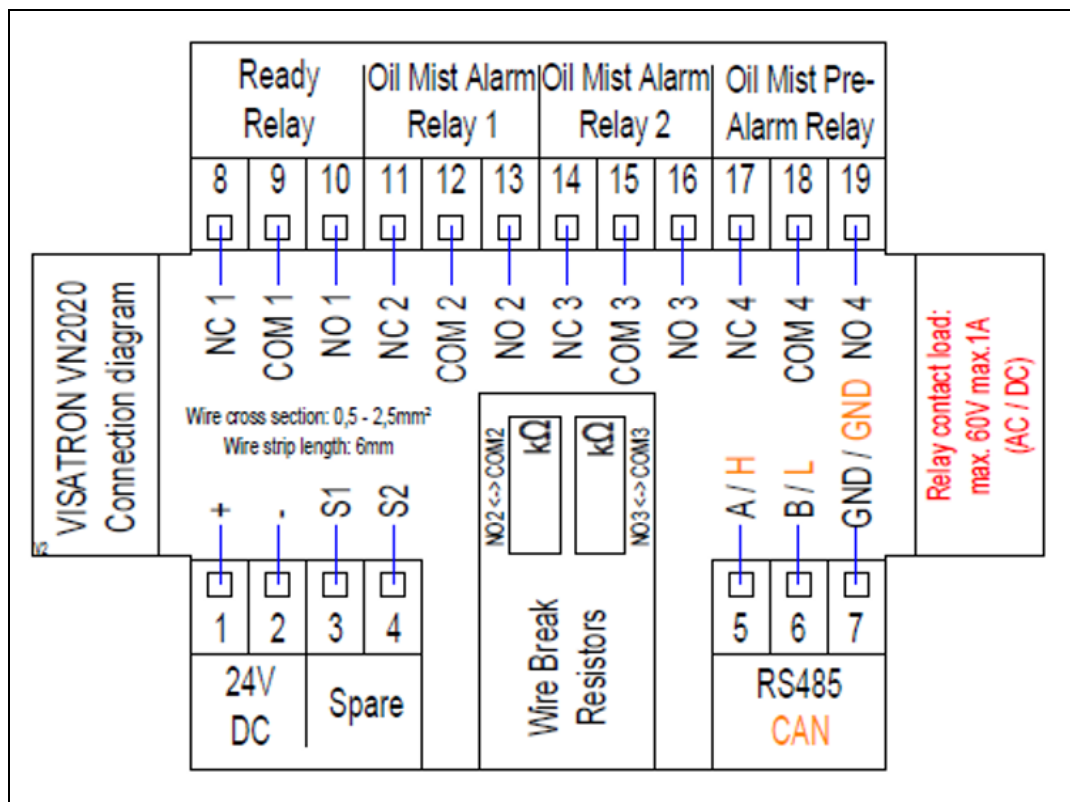 Ready
Relay
Oil Mist Alarm
Relay 1
Oil Mist Alarm
Relay 2
Oil Mist Pre-
Alarm Relay
8 9 10 11 12 13 14 15 16 17 18 19
NC 1
COM 1
NO 1
NC 2
COM 2
NO 2
NC 3
COM 3
NO 3
NC 4
COM 4
NO 4
VISATRON VN2020
Connection diagram
V2
Relay contact load:
max. 60V max.1A
(AC / DC)
Wire cross section: 0,5 - 2,5mm²
Wire strip length: 6mm
+
-
S1
S2
NO2 <-> COM2
kΩ
kΩ
NO3 <-> COM3
Wire Break
Resistors
A / H
B / L
GND / GND
1 2 3 4
5 6 7
24V
DC
Spare
RS485
CAN